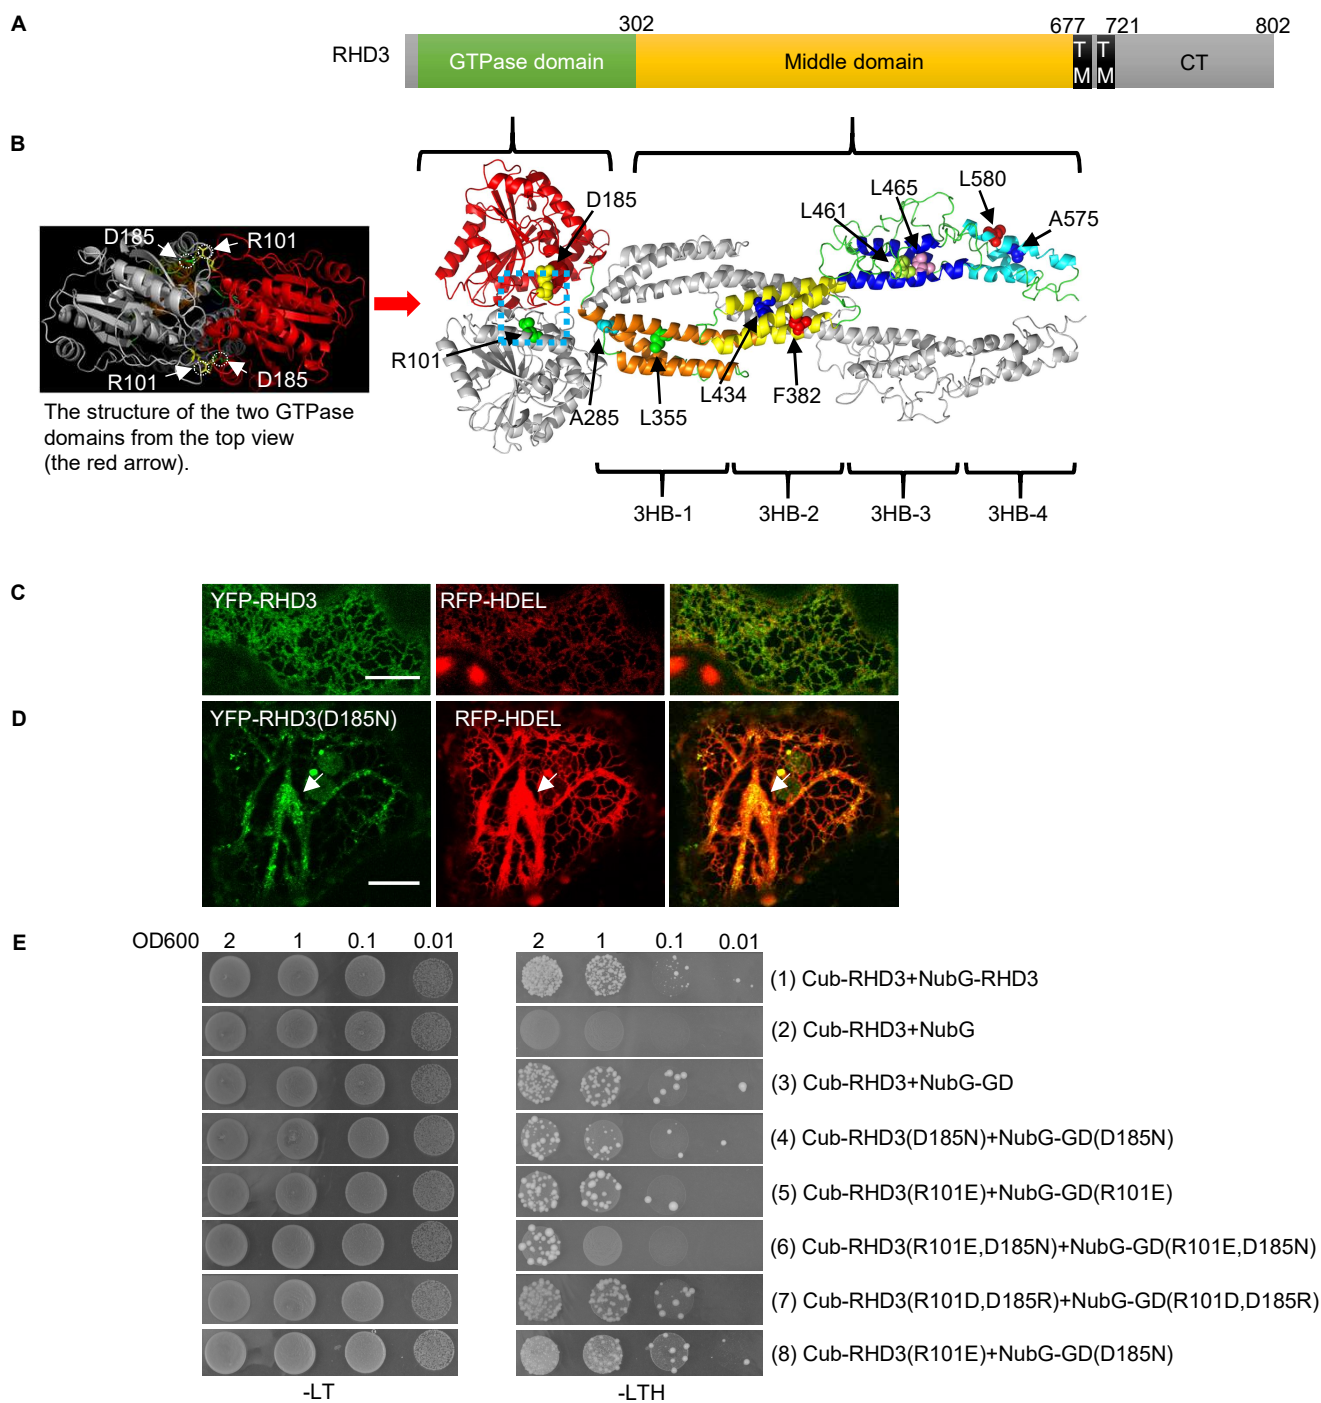 A
302
677
721
802
RHD3
GTPase domain
Middle domain
T
M
T
M
CT
B
D185
R101
R101
D185
The structure of the two GTPase
domains from the top view
(the red arrow).
D185
R101
A285
L355
L434
F382
L461
L465
L580
A575
3HB-1
3HB-2
3HB-3
3HB-4
C
YFP-RHD3
RFP-HDEL
D
YFP-RHD3(D185N)
RFP-HDEL
E
OD600 2 1 0.1 0.01
2 1 0.1 0.01
(1) Cub-RHD3+NubG-RHD3
(2) Cub-RHD3+NubG
(3) Cub-RHD3+NubG-GD
(4) Cub-RHD3(D185N)+NubG-GD(D185N)
(5) Cub-RHD3(R101E)+NubG-GD(R101E)
(6) Cub-RHD3(R101E,D185N)+NubG-GD(R101E,D185N)
(7) Cub-RHD3(R101D,D185R)+NubG-GD(R101D,D185R)
(8) Cub-RHD3(R101E)+NubG-GD(D185N)
-LT
-LTH